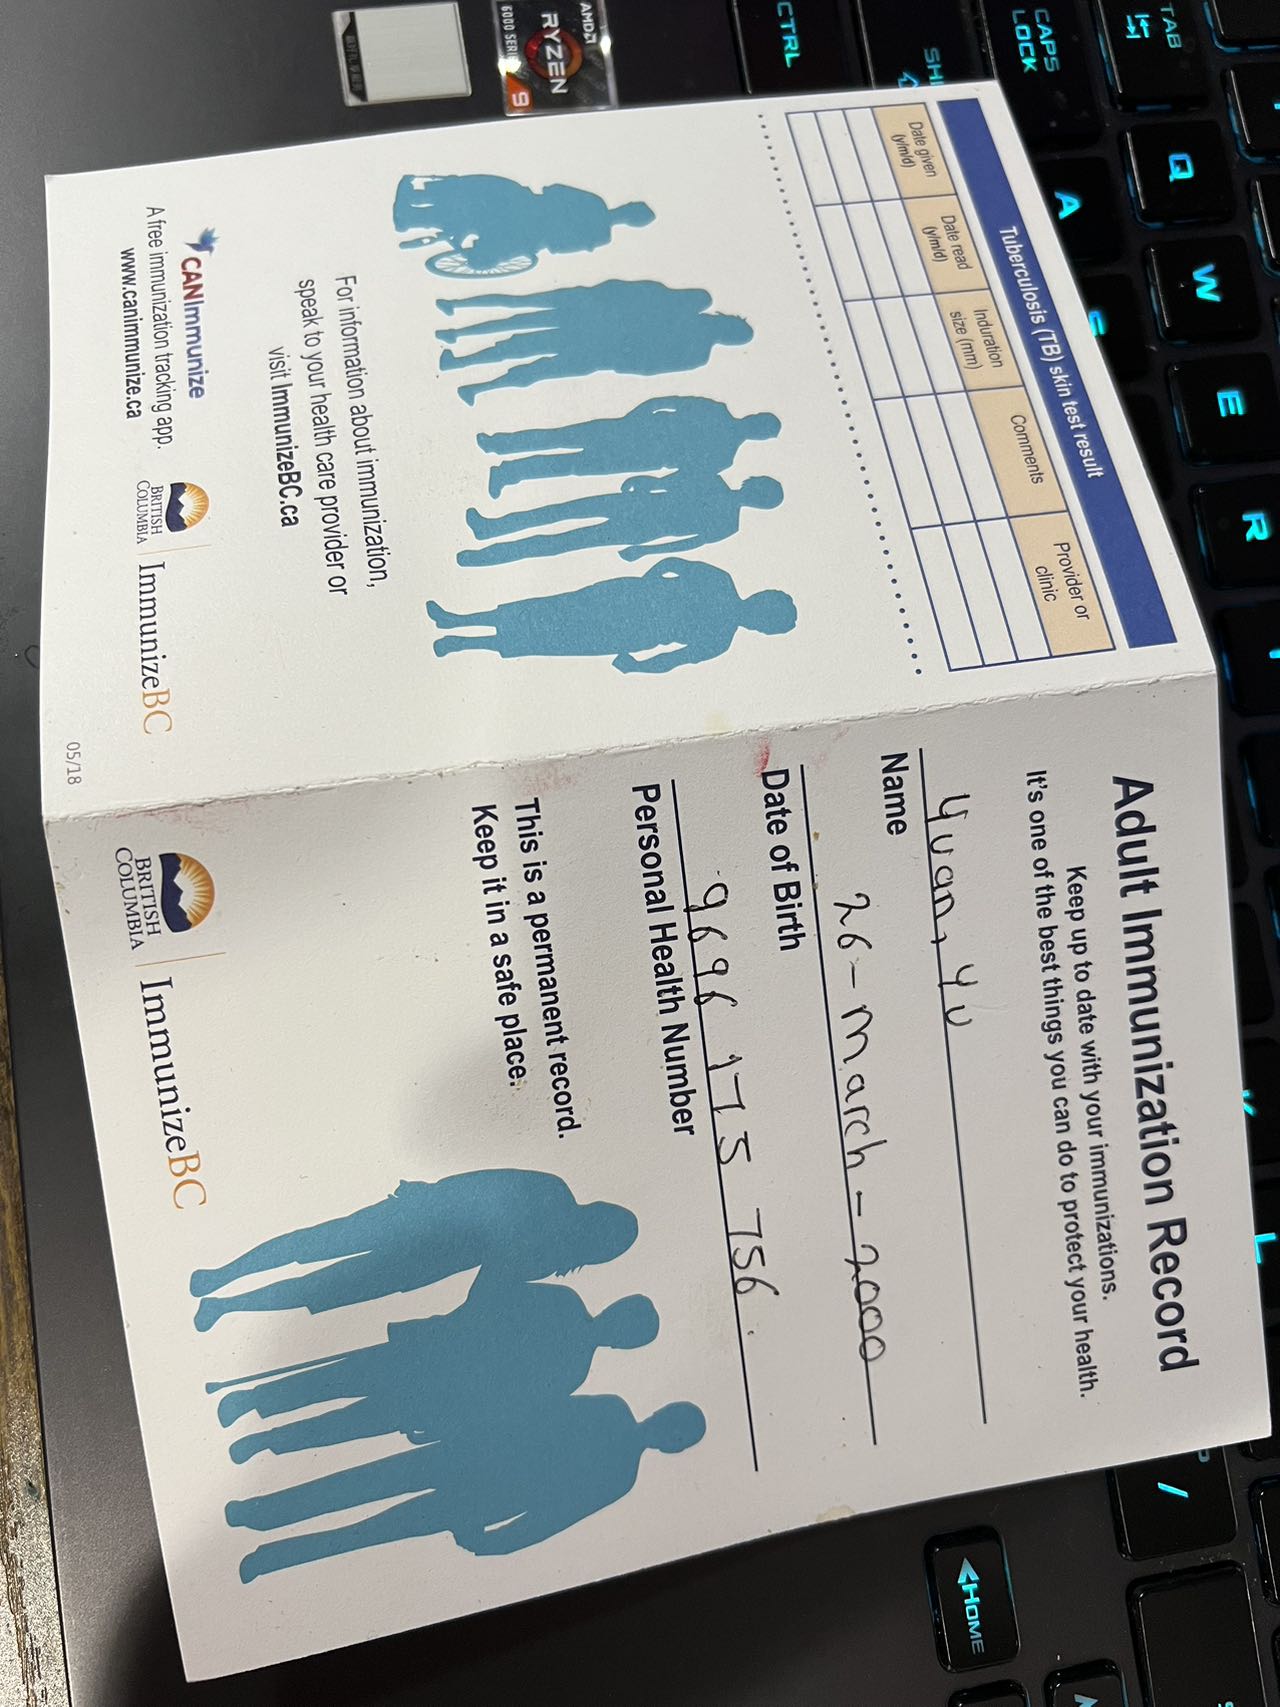 Adult Immunization Record
Keep up to date with your immunizations.
It's one of the best things you can do to protect your health.
Yuan, Yu
Name
26-March-2000
Date of Birth
9696 175 756
Personal Health Number
This is a permanent record.
Keep it in a safe place.
BRITISH
COLUMBIA
ImmunizeBC
Tuberculosis (TB) skin test result
Date given
(y/m/d)
Date read
(y/m/d)
Induration
size (mm)
Comments
Provider or
clinic
For information about immunization,
speak to your health care provider or
visit ImmunizeBC.ca
CANImmunize
A free immunization tracking app.
www.canimmunize.ca
BRITISH
COLUMBIA
ImmunizeBC
05/18
AMD
RYZEN
9
CTRL
CAPS
LOCK
TAB
Q
W
E
R
A
L
/
HOME